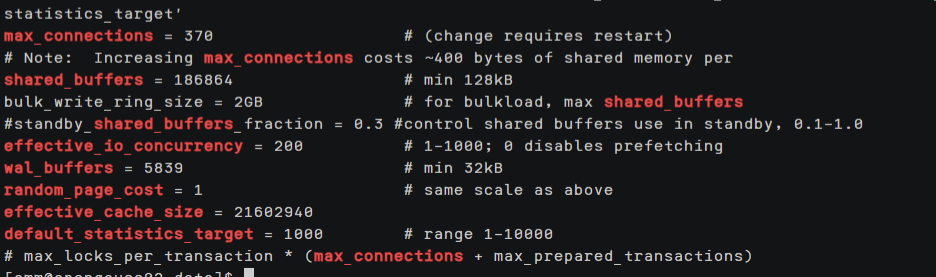 statistics_target'
max_connections = 370 # (change requires restart)
# Note: Increasing max_connections costs ~400 bytes of shared memory per
shared_buffers = 186864 # min 128kB
bulk_write_ring_size = 2GB # for bulkload, max shared_buffers
#standby_shared_buffers_fraction = 0.3 #control shared buffers use in standby, 0.1-1.0
effective_io_concurrency = 200 # 1-1000; 0 disables prefetching
wal_buffers = 5839 # min 32kB
random_page_cost = 1 # same scale as above
effective_cache_size = 21602940
default_statistics_target = 1000 # range 1-10000
# max_locks_per_transaction * (max_connections + max_prepared_transactions)